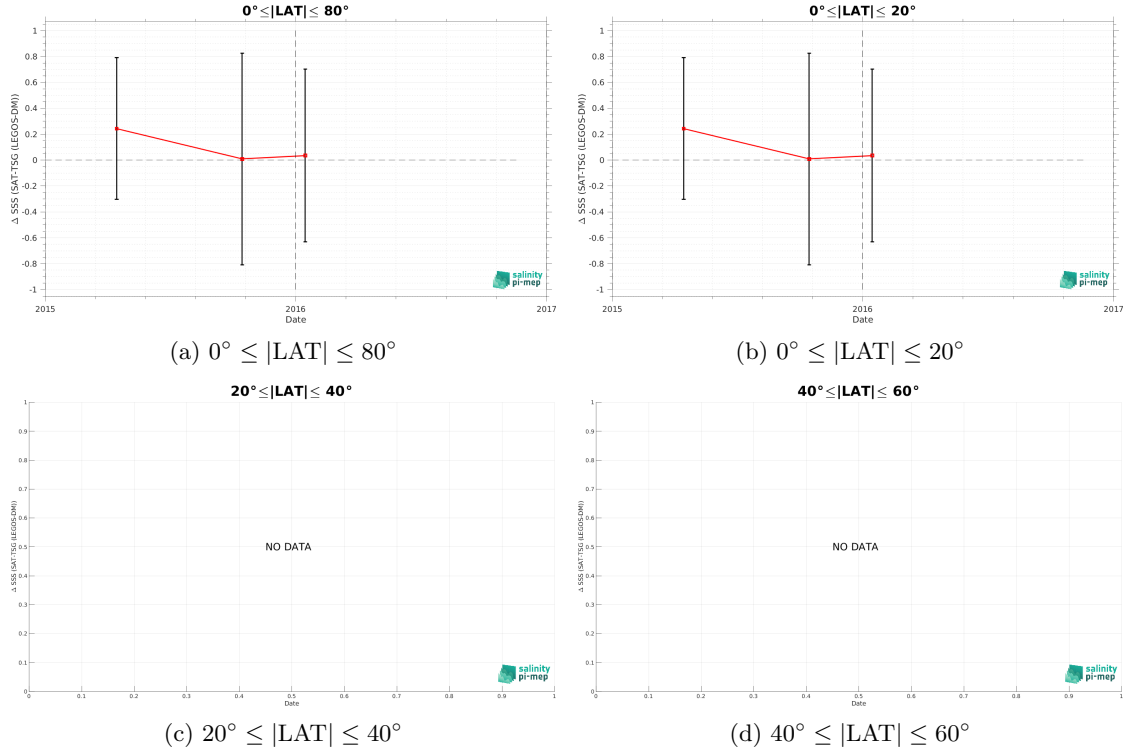 0°≤|LAT|≤ 80°
Δ SSS (SAT-TSG (LEGOS-DM))
1
0.8
0.6
0.4
0.2
0
-0.2
-0.4
-0.6
-0.8
-1
2015
2016
2017
Date
salinity
pi-mep
(a) 0° ≤ |LAT| ≤ 80°
0°≤|LAT|≤ 20°
Δ SSS (SAT-TSG (LEGOS-DM))
1
0.8
0.6
0.4
0.2
0
-0.2
-0.4
-0.6
-0.8
-1
2015
2016
2017
Date
salinity
pi-mep
(b) 0° ≤ |LAT| ≤ 20°
20°≤|LAT|≤ 40°
Δ SSS (SAT-TSG (LEGOS-DM))
1
0.9
0.8
0.7
0.6
0.5
0.4
0.3
0.2
0.1
0
NO DATA
0 0.1 0.2 0.3 0.4 0.5 0.6 0.7 0.8 0.9 1
Date
salinity
pi-mep
(c) 20° ≤ |LAT| ≤ 40°
40°≤|LAT|≤ 60°
Δ SSS (SAT-TSG (LEGOS-DM))
1
0.9
0.8
0.7
0.6
0.5
0.4
0.3
0.2
0.1
0
NO DATA
0 0.1 0.2 0.3 0.4 0.5 0.6 0.7 0.8 0.9 1
Date
salinity
pi-mep
(d) 40° ≤ |LAT| ≤ 60°